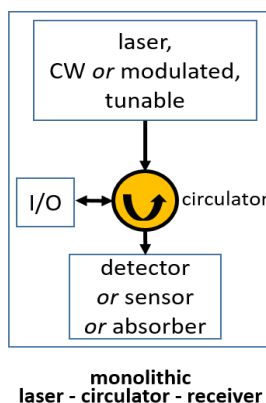 laser,
CW or modulated,
tunable
I/O
circulator
detector
or sensor
or absorber
monolithic
laser - circulator - receiver